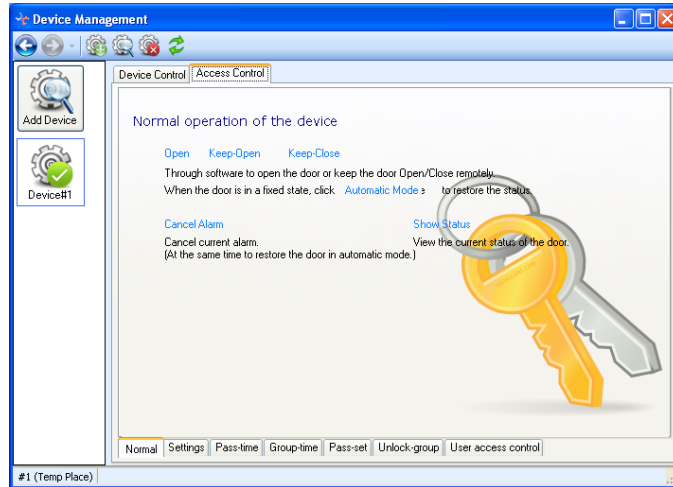 Device Management
Device Control Access Control
Add Device
Normal operation of the device
Open Keep-Open Keep-Close
Through software to open the door or keep the door Open/Close remotely.
When the door is in a fixed state, click Automatic Mode to restore the status.
Device#1
Cancel Alarm Show Status
Cancel current alarm. View the current status of the door.
(At the same time to restore the door in automatic mode.)
Normal Settings Pass-time Group-time Pass-set Unlock-group User access control
#1 (Temp Place)